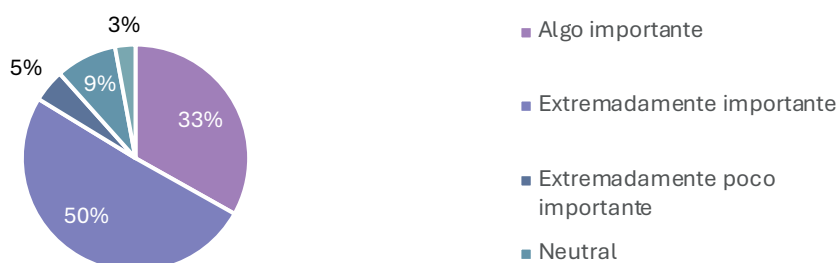 3%
5%
9%
33%
50%
Algo importante
Extremadamente importante
Extremadamente poco
importante
Neutral